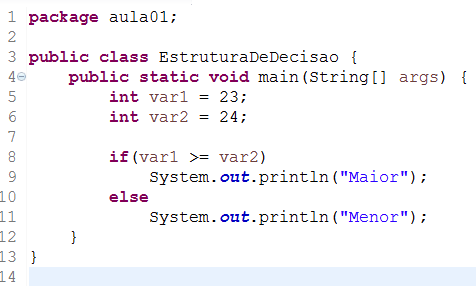 1 package aula01;
2
3 public class EstruturaDeDecisao {
4     public static void main(String[] args) {
5         int var1 = 23;
6         int var2 = 24;
7
8         if(var1 >= var2)
9             System.out.println("Maior");
10         else
11             System.out.println("Menor");
12     }
13 }
14